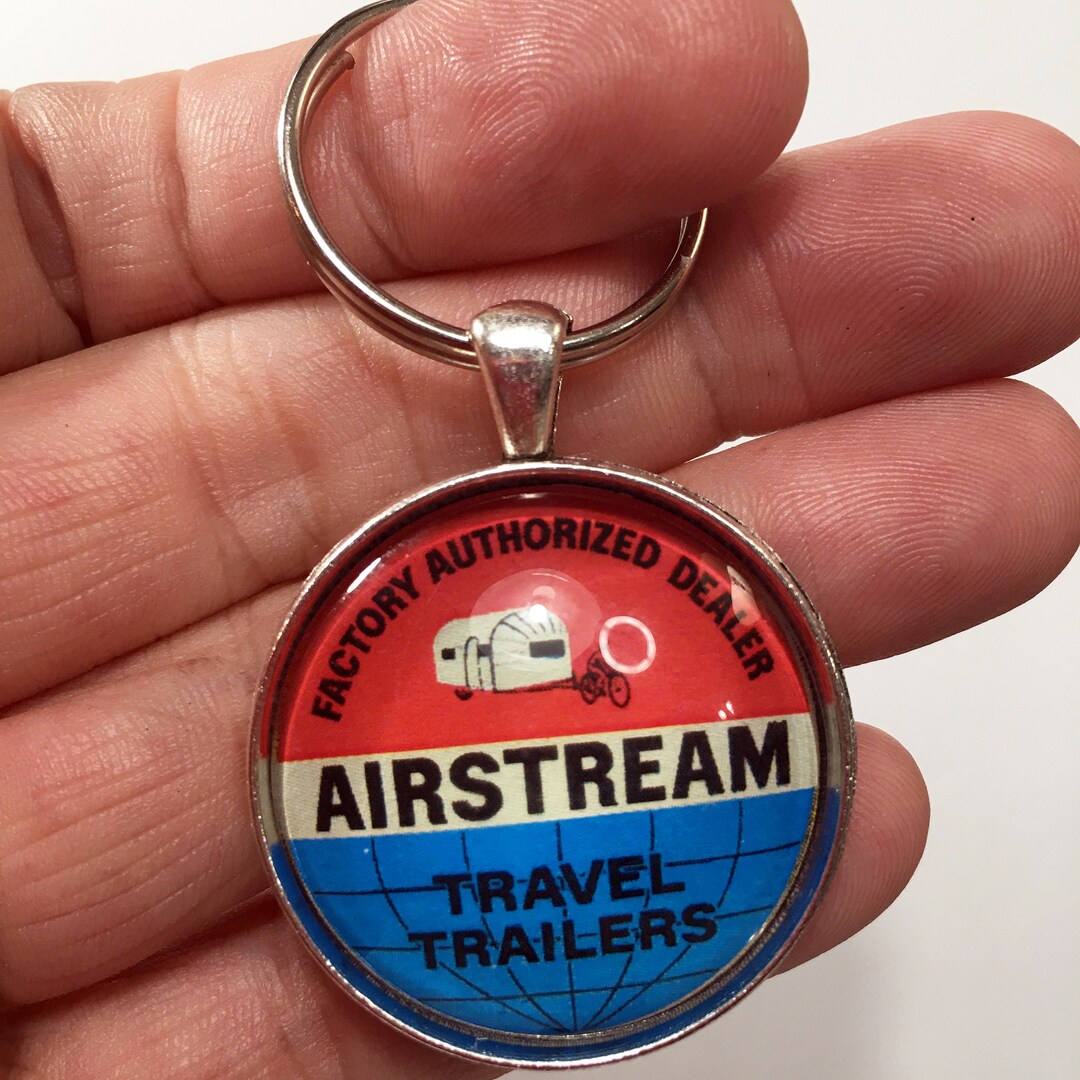 FACTORY AUTHORIZED DEALER
AIRSTREAM
TRAVEL
TRAILERS